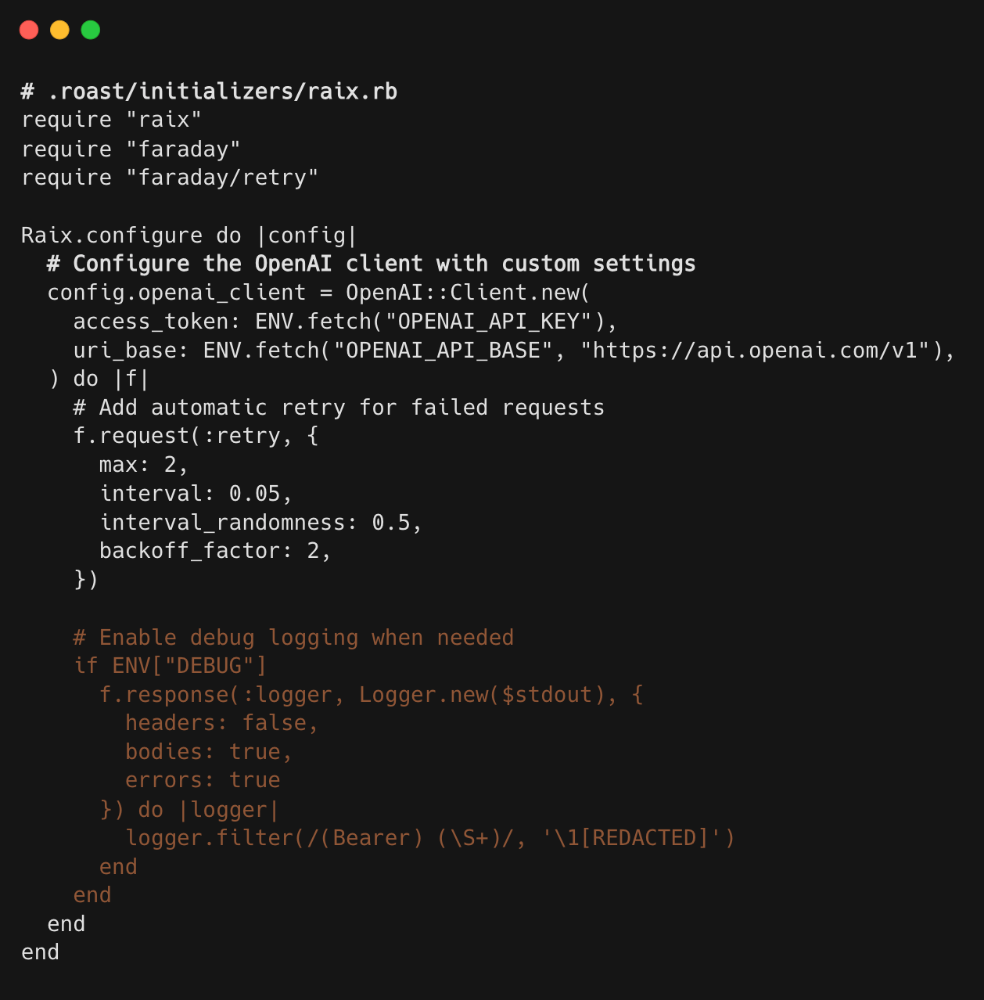 # .roast/initializers/raix.rb
require "raix"
require "faraday"
require "faraday/retry"

Raix.configure do |config|
  # Configure the OpenAI client with custom settings
  config.openai_client = OpenAI::Client.new(
    access_token: ENV.fetch("OPENAI_API_KEY"),
    uri_base: ENV.fetch("OPENAI_API_BASE", "https://api.openai.com/v1"),
  ) do |f|
    # Add automatic retry for failed requests
    f.request(:retry, {
      max: 2,
      interval: 0.05,
      interval_randomness: 0.5,
      backoff_factor: 2,
    })

    # Enable debug logging when needed
    if ENV["DEBUG"]
      f.response(:logger, Logger.new($stdout), {
        headers: false,
        bodies: true,
        errors: true
      }) do |logger|
        logger.filter(/(Bearer) (\S+)/, '\1[REDACTED]')
      end
    end
  end
end